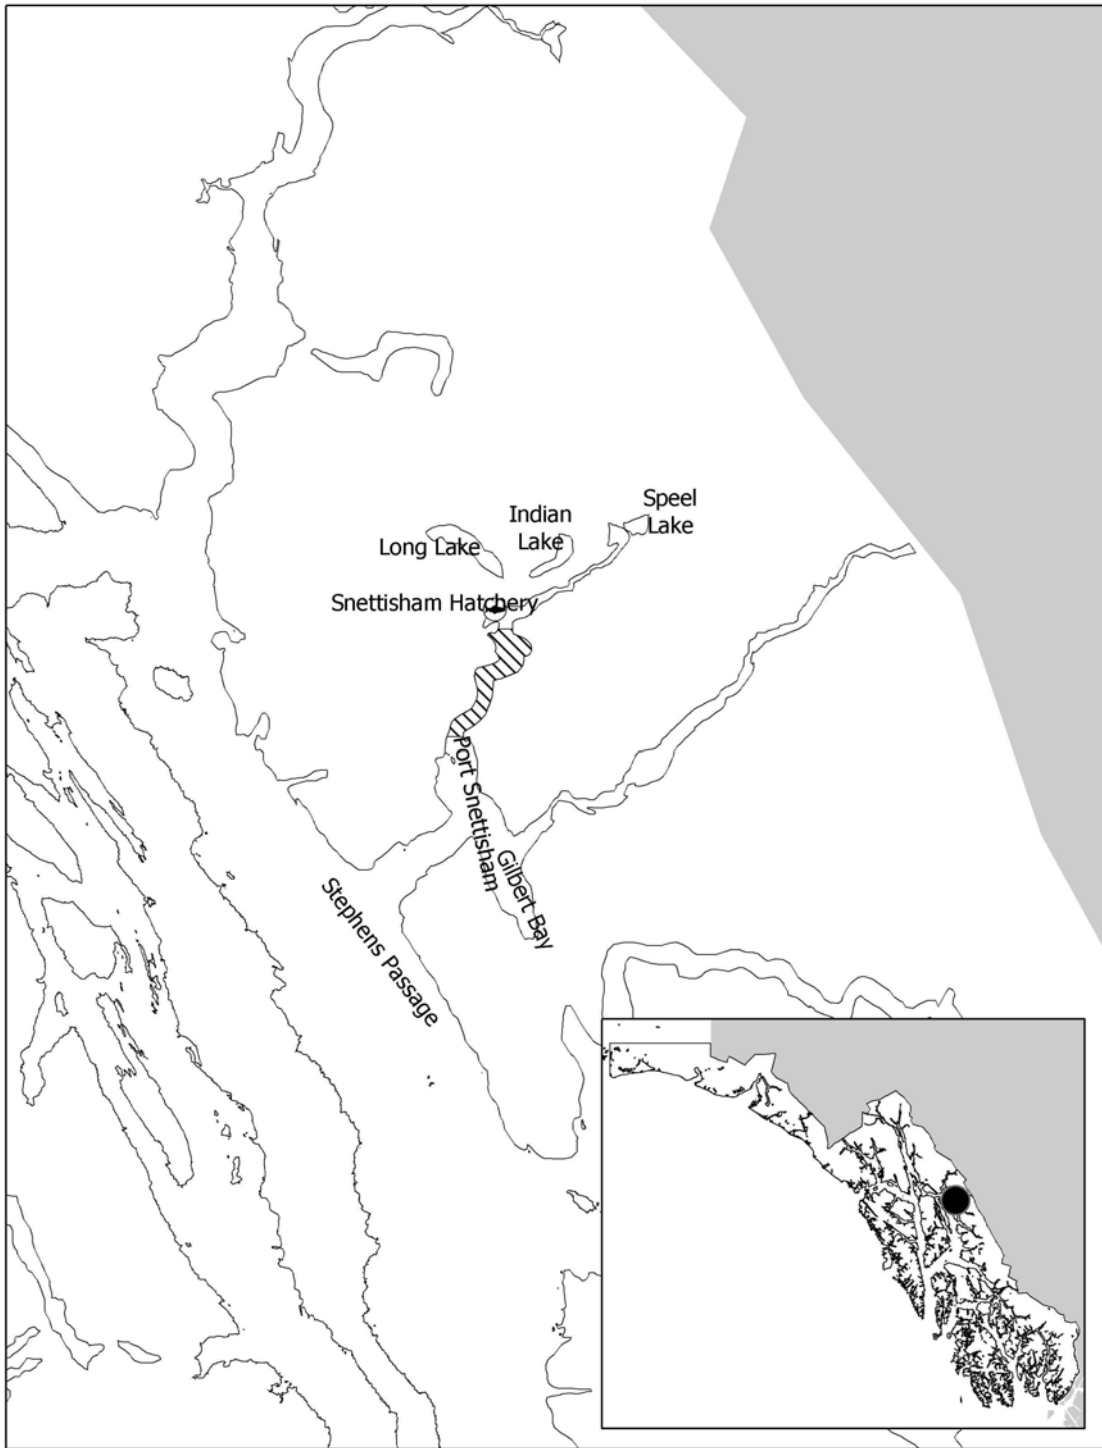 Speel
Lake
Indian
Lake
Long Lake
Snettisham Hatchery
Port Snettisham
Gilbert Bay
Stephens Passage